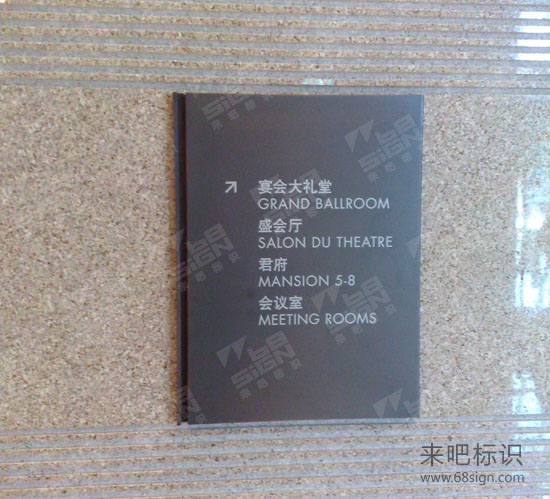 宴会大礼堂
GRAND BALLROOM
盛会厅
SALON DU THEATRE
君府
MANSION 5-8
会议室
MEETING ROOMS
来吧标识
www.68sign.com